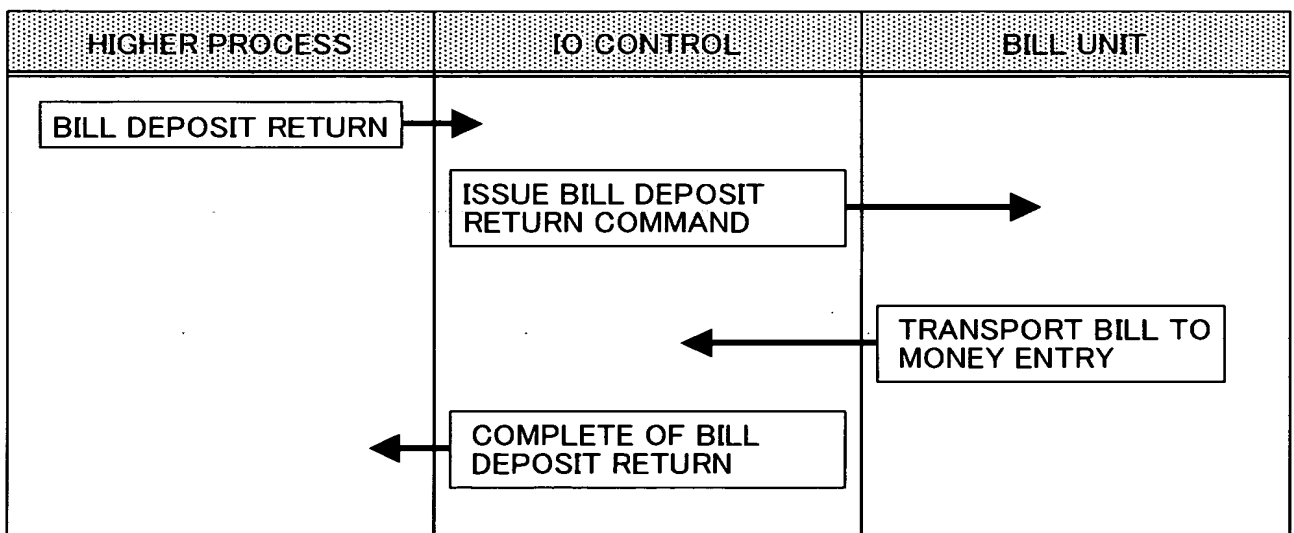 HIGHER PROCESS
IO CONTROL
BILL UNIT
BILL DEPOSIT RETURN
ISSUE BILL DEPOSIT
RETURN COMMAND
TRANSPORT BILL TO
MONEY ENTRY
COMPLETE OF BILL
DEPOSIT RETURN